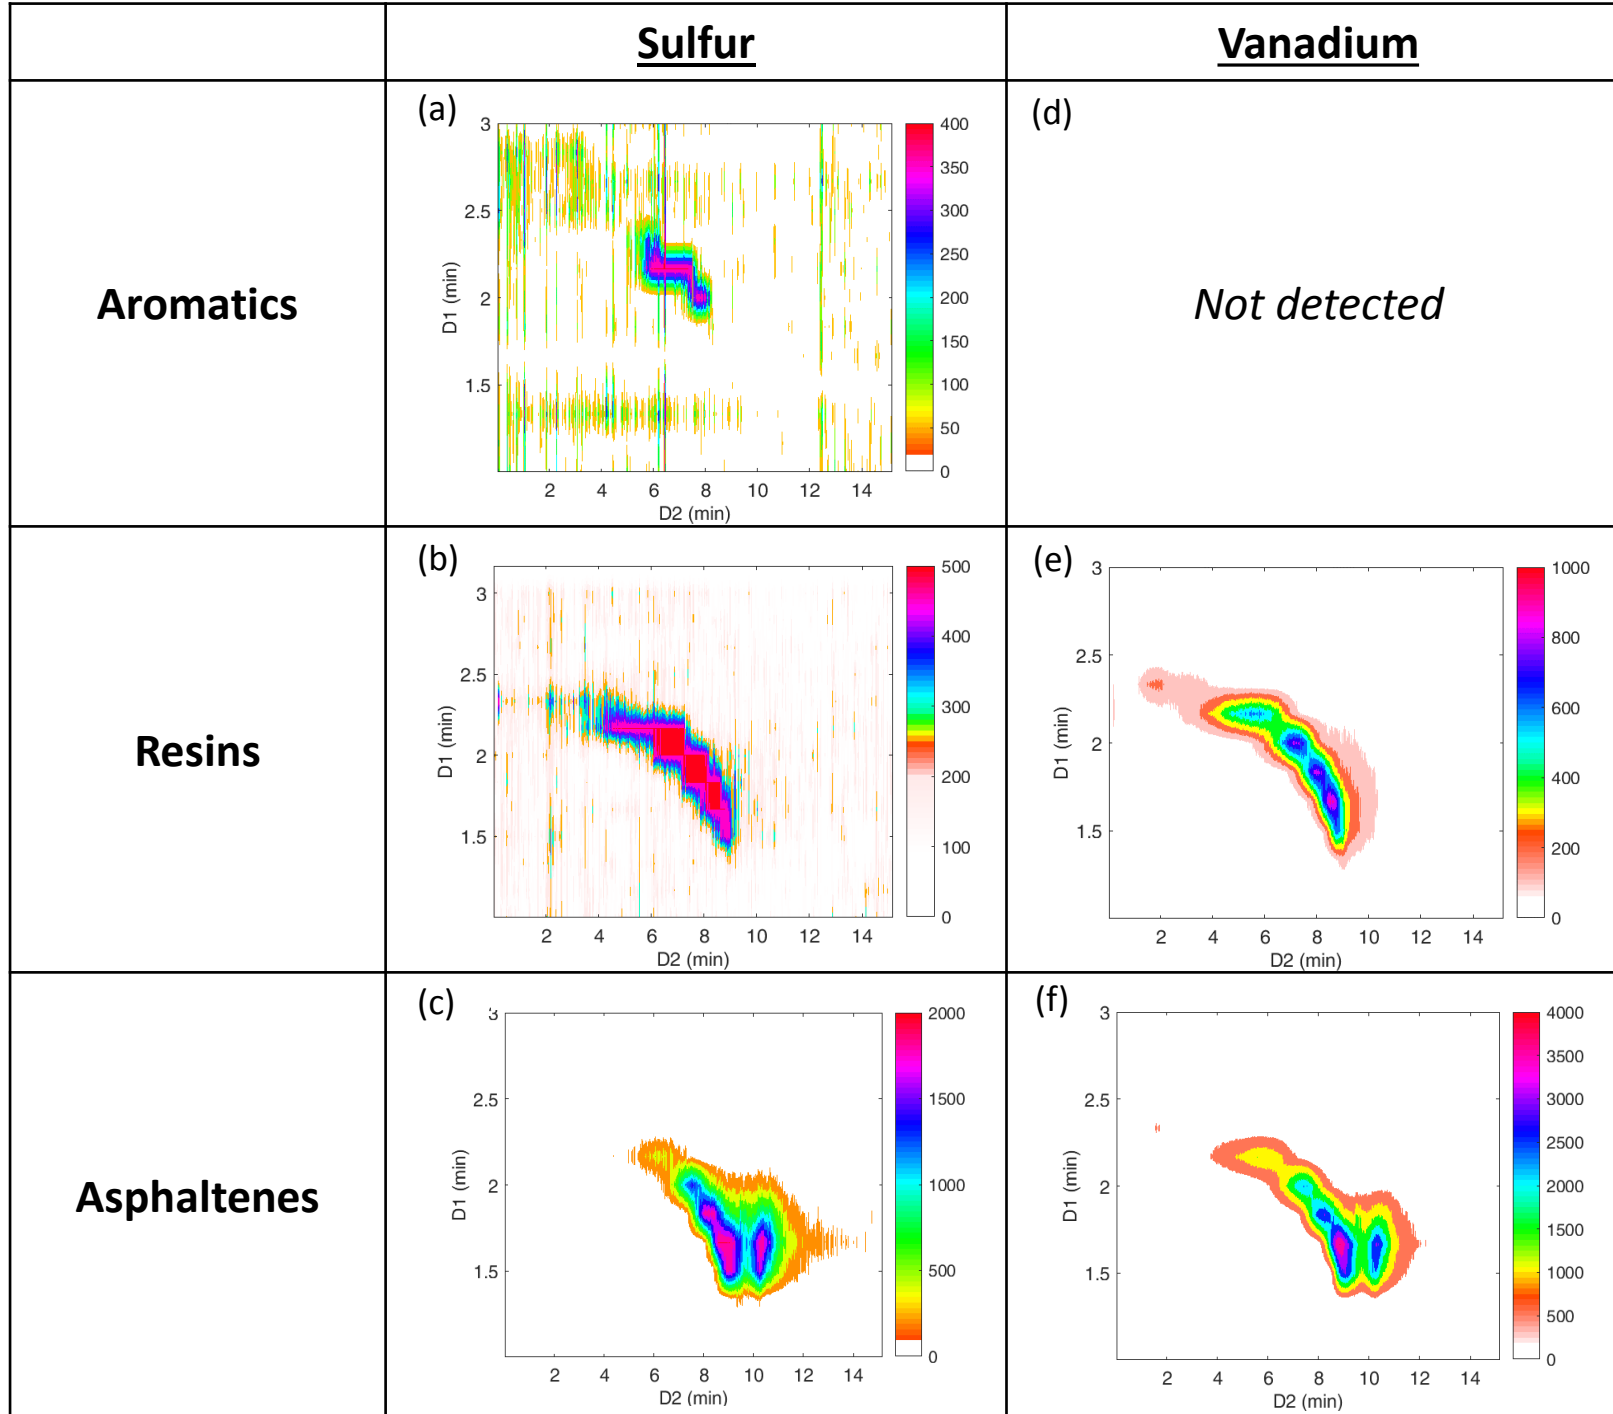 Sulfur
Vanadium
Aromatics
(a)
3
2.5
2
1.5
D1 (min)
2 4 6 8 10 12 14
D2 (min)
400
350
300
250
200
150
100
50
0
(d)
Not detected
Resins
(b)
3
2.5
2
1.5
D1 (min)
2 4 6 8 10 12 14
D2 (min)
500
400
300
200
100
0
(e)
3
2.5
2
1.5
D1 (min)
2 4 6 8 10 12 14
D2 (min)
1000
800
600
400
200
0
Asphaltenes
(c)
3
2.5
2
1.5
D1 (min)
2 4 6 8 10 12 14
D2 (min)
2000
1500
1000
500
0
(f)
3
2.5
2
1.5
D1 (min)
2 4 6 8 10 12 14
D2 (min)
4000
3500
3000
2500
2000
1500
1000
500
0